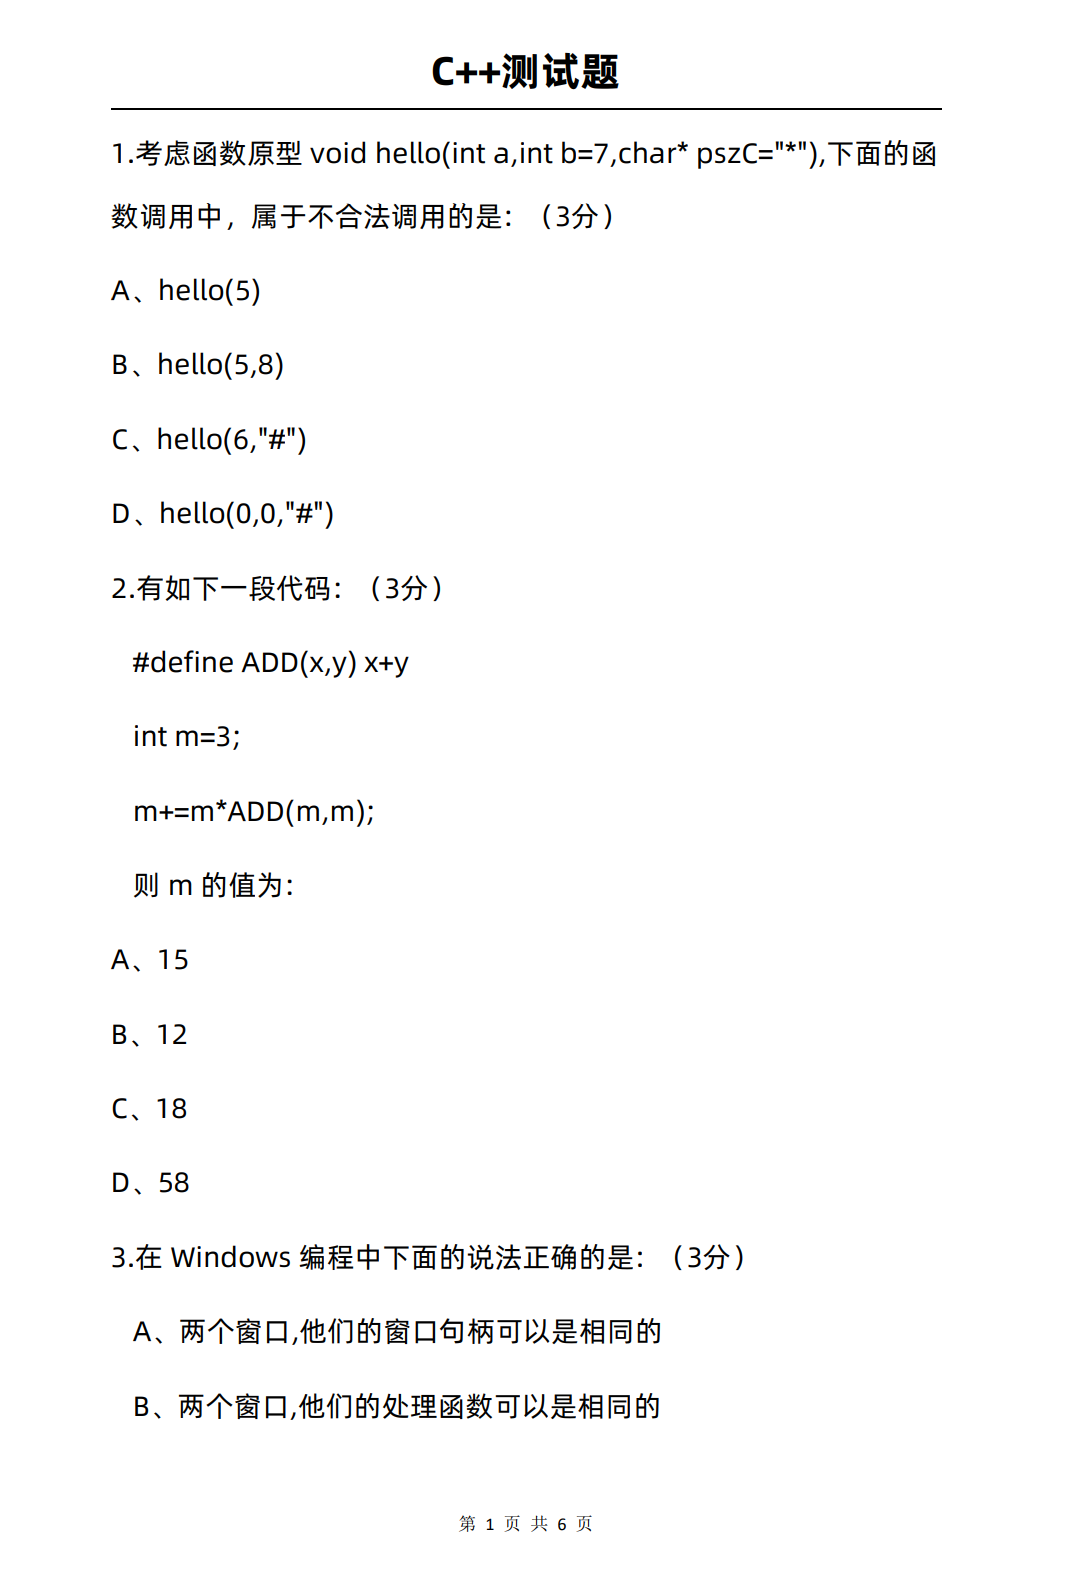 C++测试题
1.考虑函数原型 void hello(int a,int b=7,char* pszC="*"),下面的函
数调用中，属于不合法调用的是：（3分）
A、hello(5)
B、hello(5,8)
C、hello(6,"#")
D、hello(0,0,"#")
2.有如下一段代码：（3分）
#define ADD(x,y) x+y
int m=3;
m+=m*ADD(m,m);
则 m 的值为：
A、15
B、12
C、18
D、58
3.在 Windows 编程中下面的说法正确的是：（3分）
A、两个窗口,他们的窗口句柄可以是相同的
B、两个窗口,他们的处理函数可以是相同的
第 1 页 共 6 页